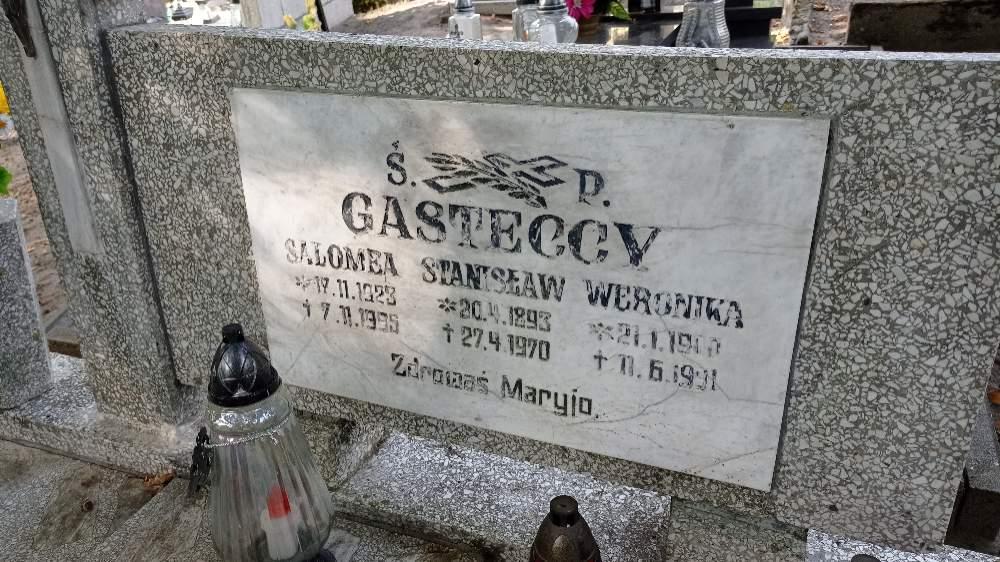 Ś. P.
GASTECCY
SALOMEA STANISŁAW WERONIKA
*17.11.1923 *20.4.1893
†7.11.1995 †27.4.1970 †11.6.1931
Zdrowaś Maryjo.